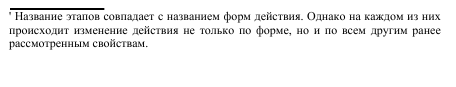 ' Название этапов совпадает с названием форм действия. Однако на каждом из них
происходит изменение действия не только по форме, но и по всем другим ранее
рассмотренным свойствам.